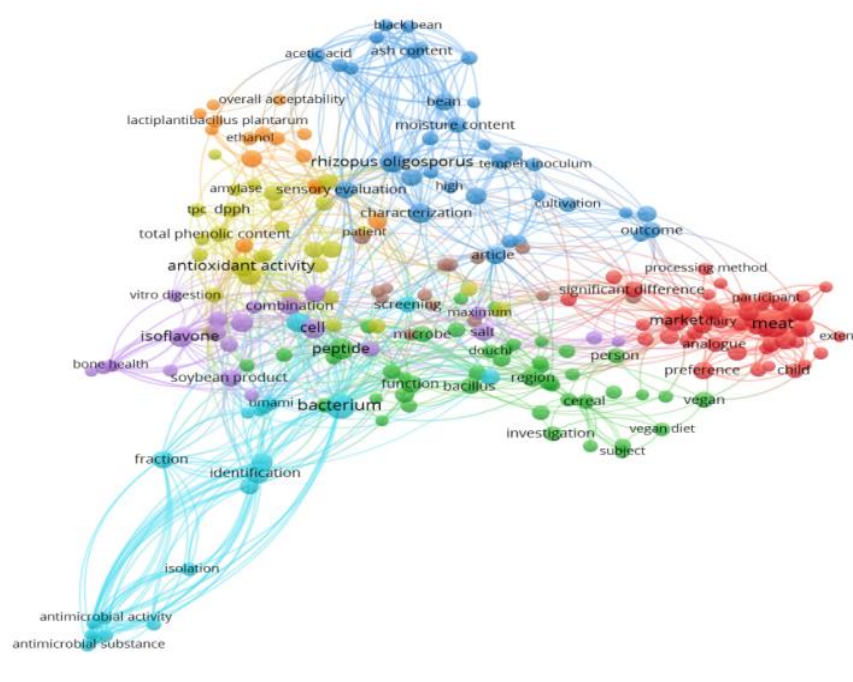 black bean
acetic acid
ash content
overall acceptability
bean
lactiplantibacillus plantarum
moisture content
ethanol
rhizopus oligosporus
tempeh inoculum
amylase
sensory evaluation
high
tpc
dpph
characterization
cultivation
total phenolic content
patient
outcome
antioxidant activity
article
processing method
vitro digestion
combination
screening
significant difference
participant
isoflavone
cell
maximum
market
dairy
meat
microbe
salt
exten
peptide
douchi
person
analogue
bone health
soybean product
function
bacillus
region
preference
child
umami
bacterium
cereal
vegan
investigation
vegan diet
subject
fraction
identification
isolation
antimicrobial activity
antimicrobial substance